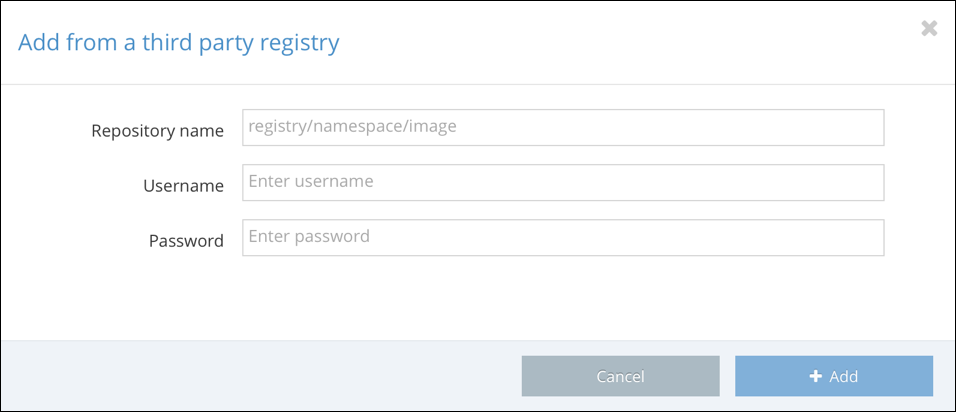 Add from a third party registry
Repository name registry/namespace/image
Username Enter username
Password Enter password
Cancel Add